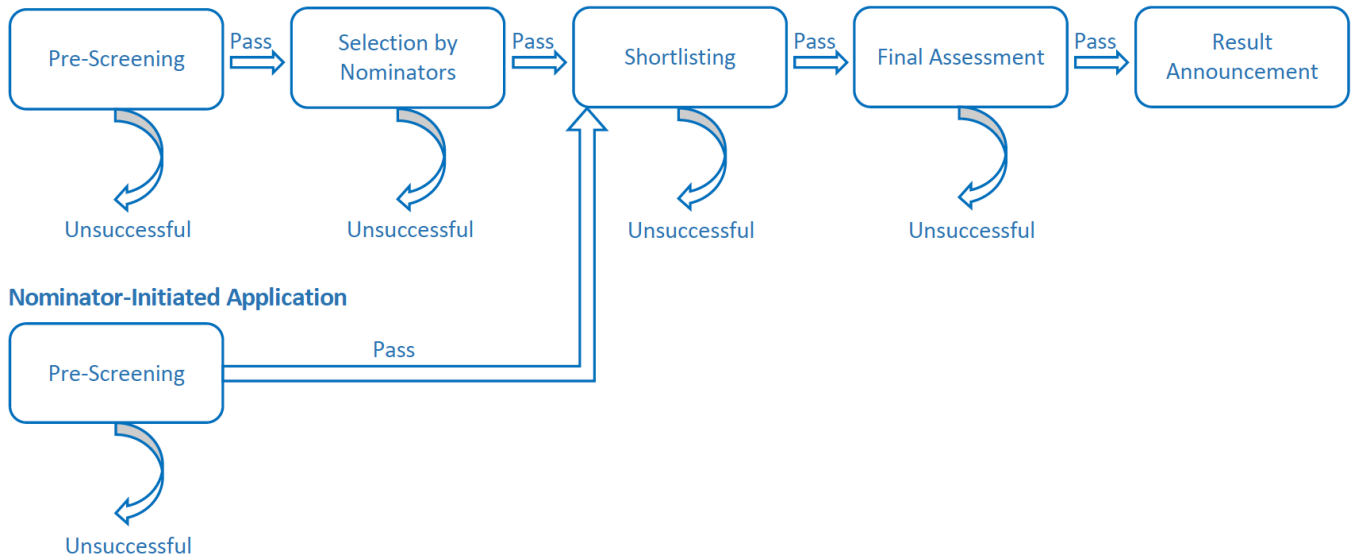 Pre-Screening
Pass
Selection by
Nominators
Pass
Shortlisting
Pass
Final Assessment
Pass
Result
Announcement
Unsuccessful
Unsuccessful
Unsuccessful
Unsuccessful
Nominator-Initiated Application
Pre-Screening
Pass
Unsuccessful